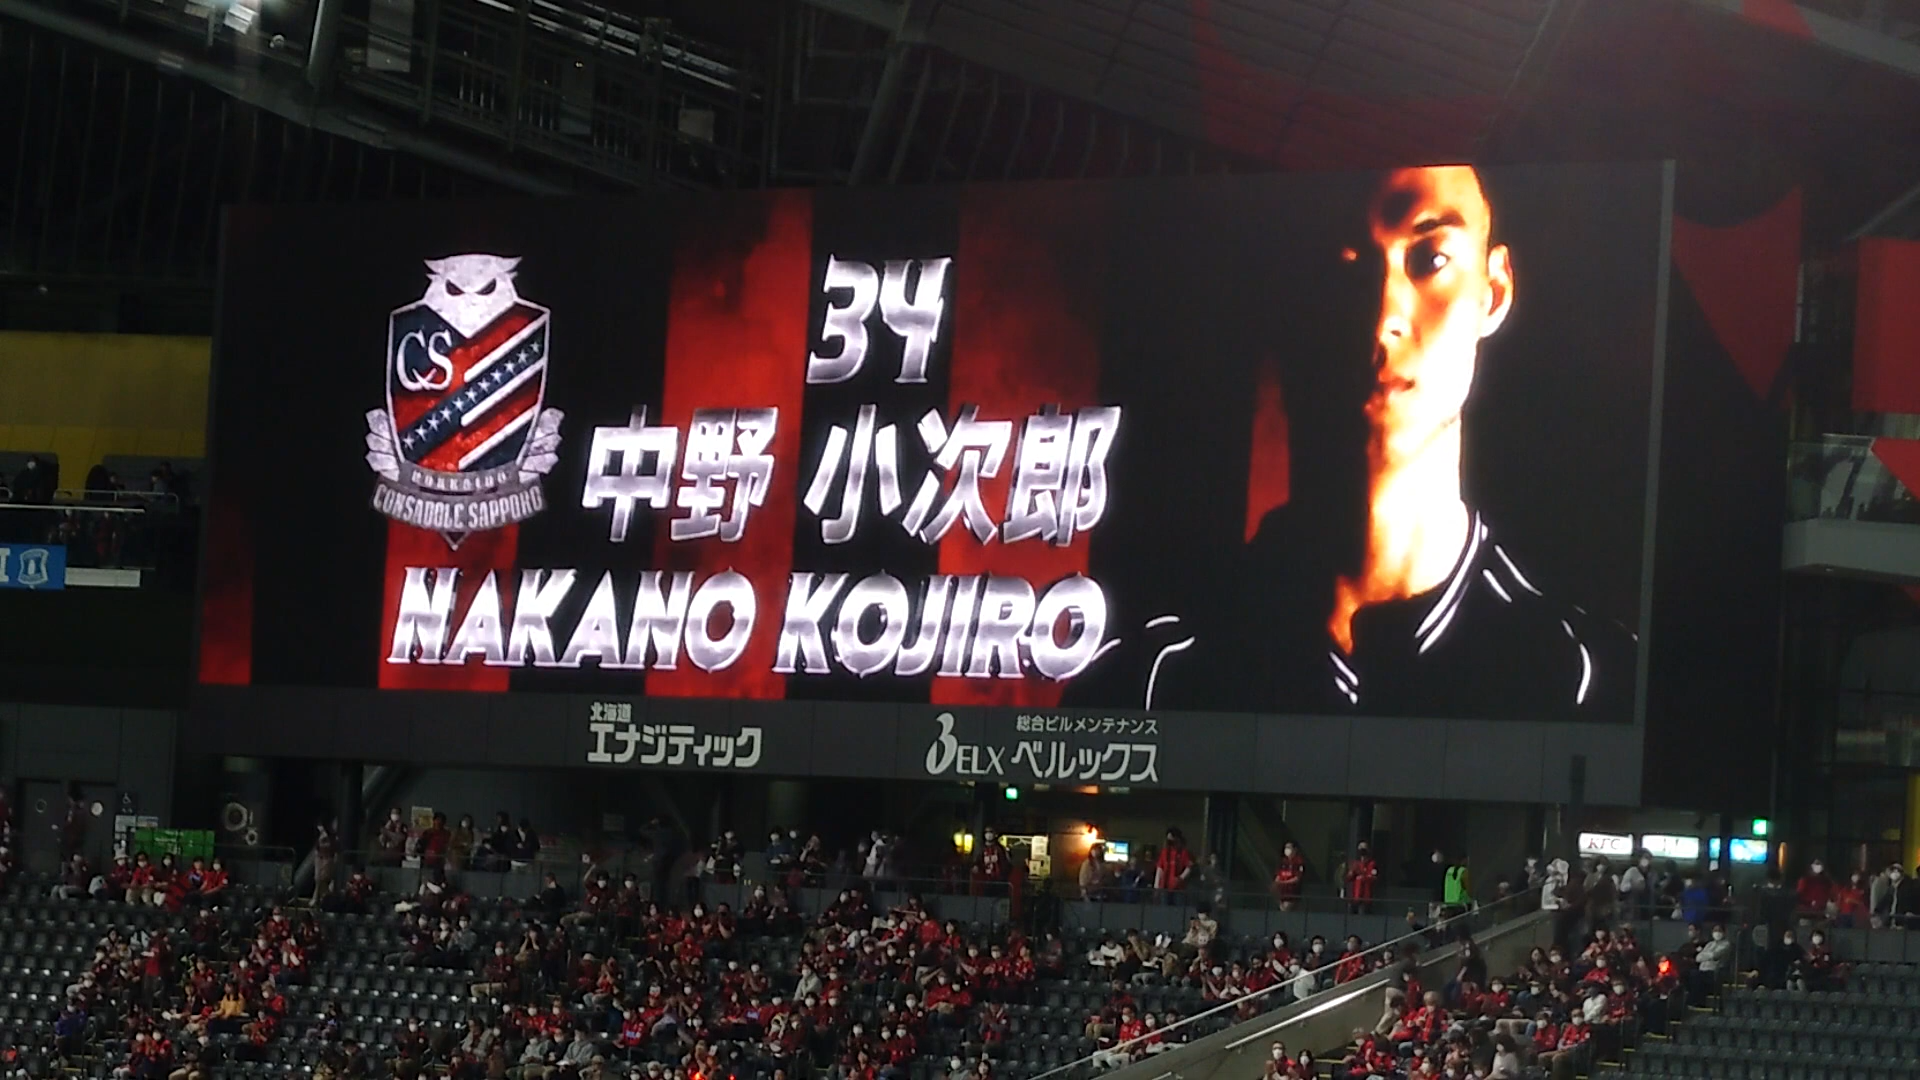 34
CS
中野 小次郎
HOKKAIDO
CONSADOLE SAPPORO
NAKANO KOJIRO
北海道
エナジティック
総合ビルメンテナンス
BELX ベルックス
KFC